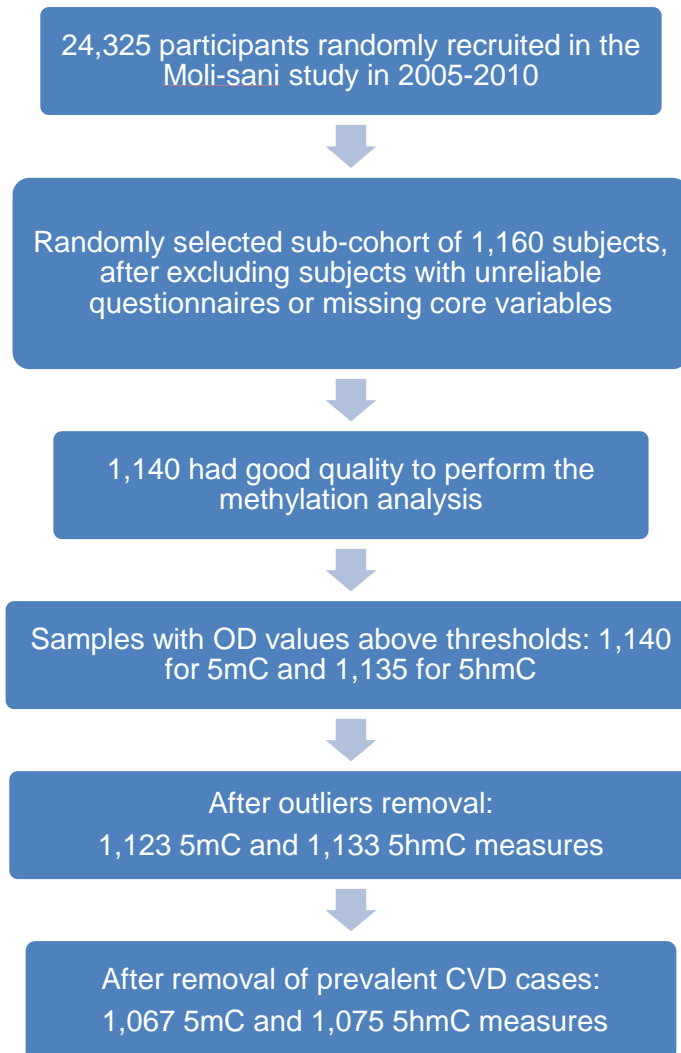 24,325 participants randomly recruited in the
Moli-sani study in 2005-2010
Randomly selected sub-cohort of 1,160 subjects,
after excluding subjects with unreliable
questionnaires or missing core variables
1,140 had good quality to perform the
methylation analysis
Samples with OD values above thresholds: 1,140
for 5mC and 1,135 for 5hmC
After outliers removal:
1,123 5mC and 1,133 5hmC measures
After removal of prevalent CVD cases:
1,067 5mC and 1,075 5hmC measures